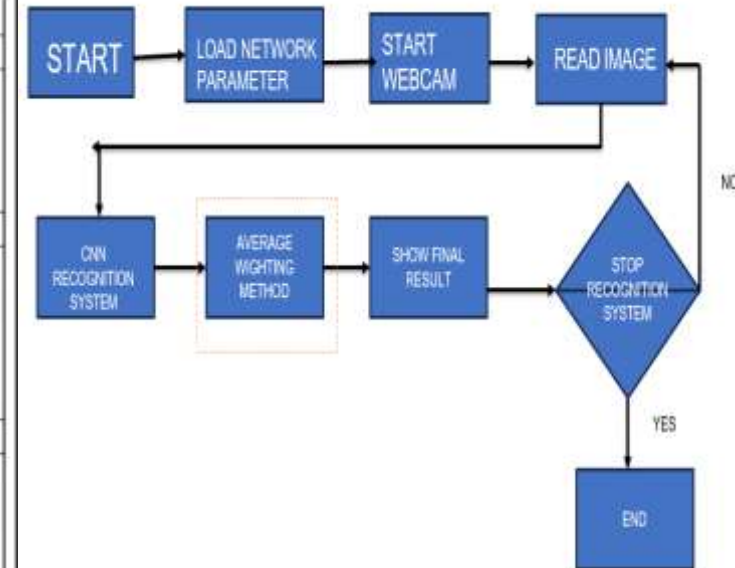 START
LOAD NETWORK
PARAMETER
START
WEBCAM
READ IMAGE
CNN
RECOGNITION
SYSTEM
AVERAGE
WIGHTING
METHOD
SHOW FINAL
RESULT
STOP
RECOGNITION
SYSTEM
NO
YES
END